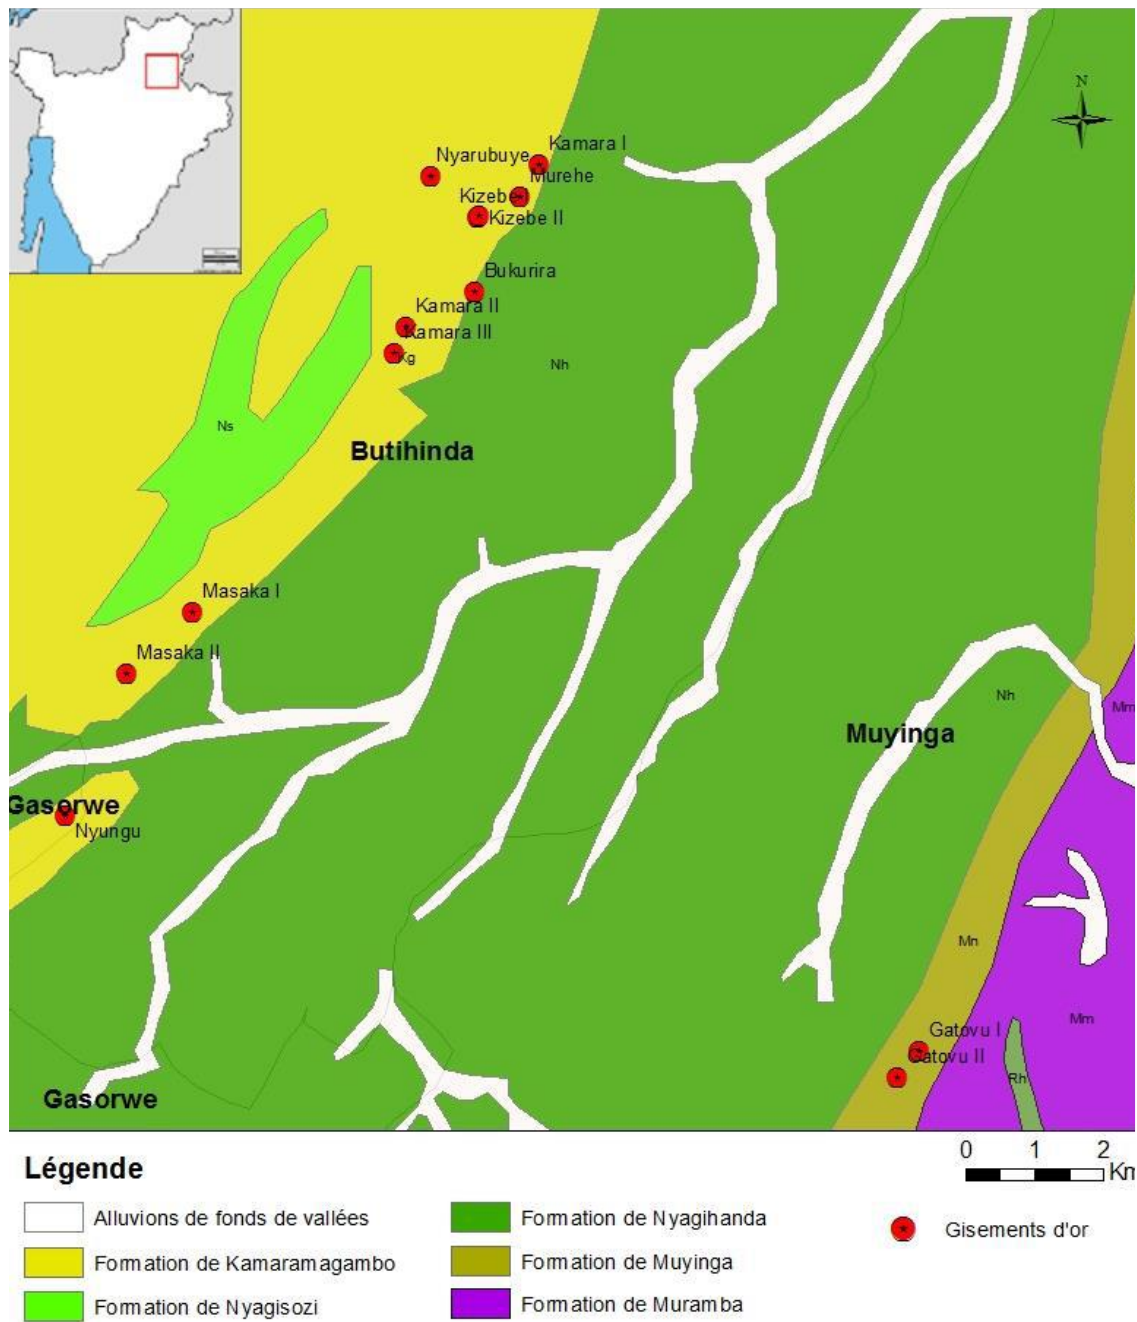 N
Nyarubuye
Kamara I
Murehe
Kizebe I
Kizebe II
Bukurira
Kamara II
Kamara III
Kg
Nh
Ns
Butihinda
Masaka I
Masaka II
Nh
Mm
Muyinga
Gasorwe
Nyungu
Mn
Mm
Gatovu I
Gatovu II
Rh
Gasorwe
0 1 2
Km
Légende
Alluvions de fonds de vallées
Formation de Kamaramagambo
Formation de Nyagisozi
Formation de Nyagihanda
Formation de Muyinga
Formation de Muramba
Gisements d'or